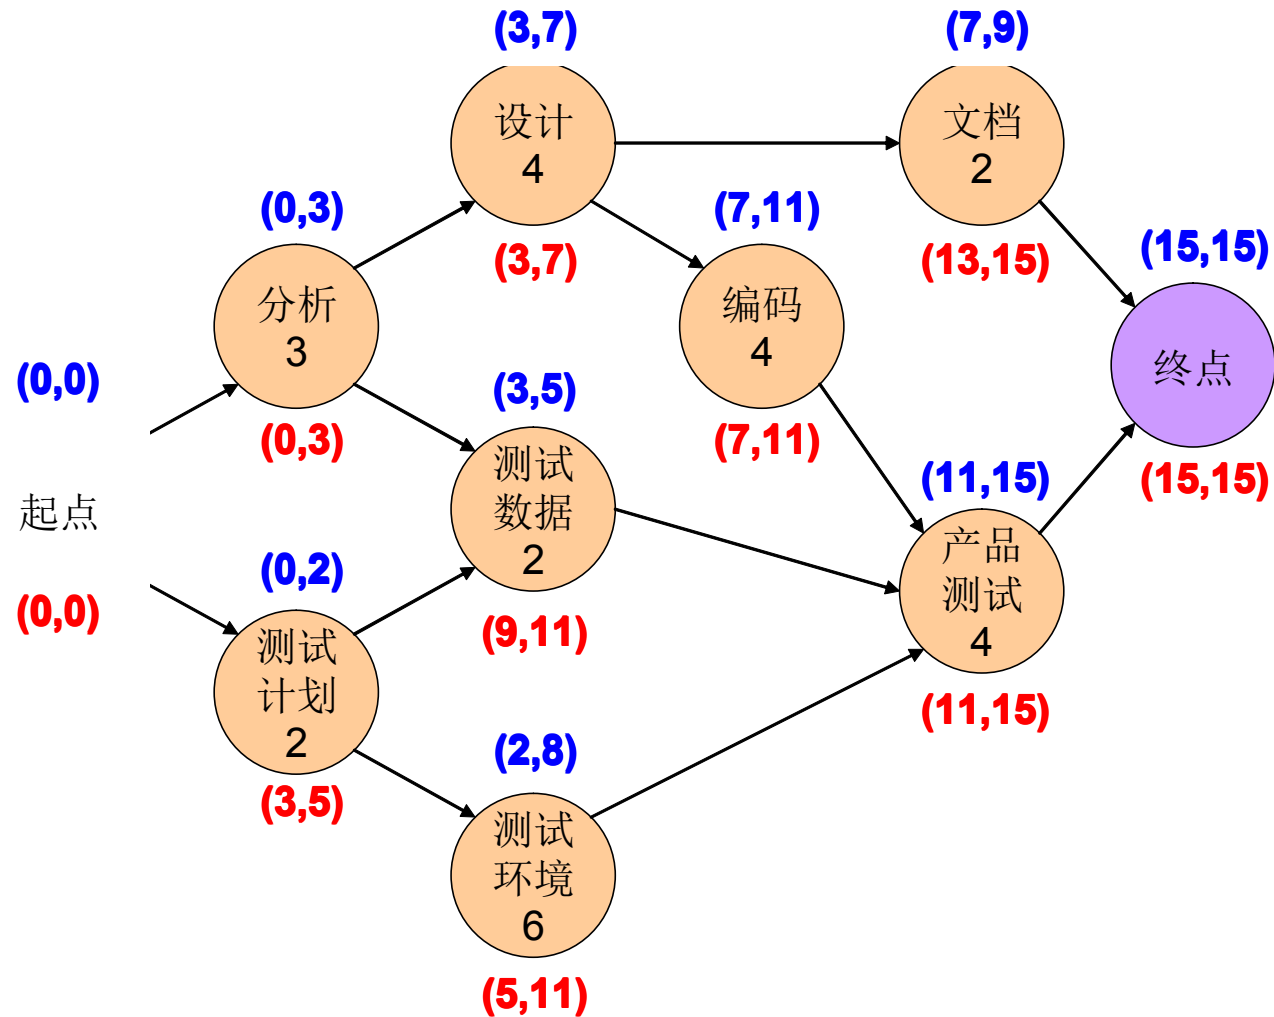 (3,7)
设计
4
(3,7)
(7,9)
文档
2
(13,15)
(0,3)
分析
3
(0,3)
(7,11)
编码
4
(7,11)
(15,15)
终点
(15,15)
(0,0)
起点
(0,0)
(3,5)
测试
数据
2
(9,11)
(11,15)
产品
测试
4
(11,15)
(0,2)
测试
计划
2
(3,5)
(2,8)
测试
环境
6
(5,11)